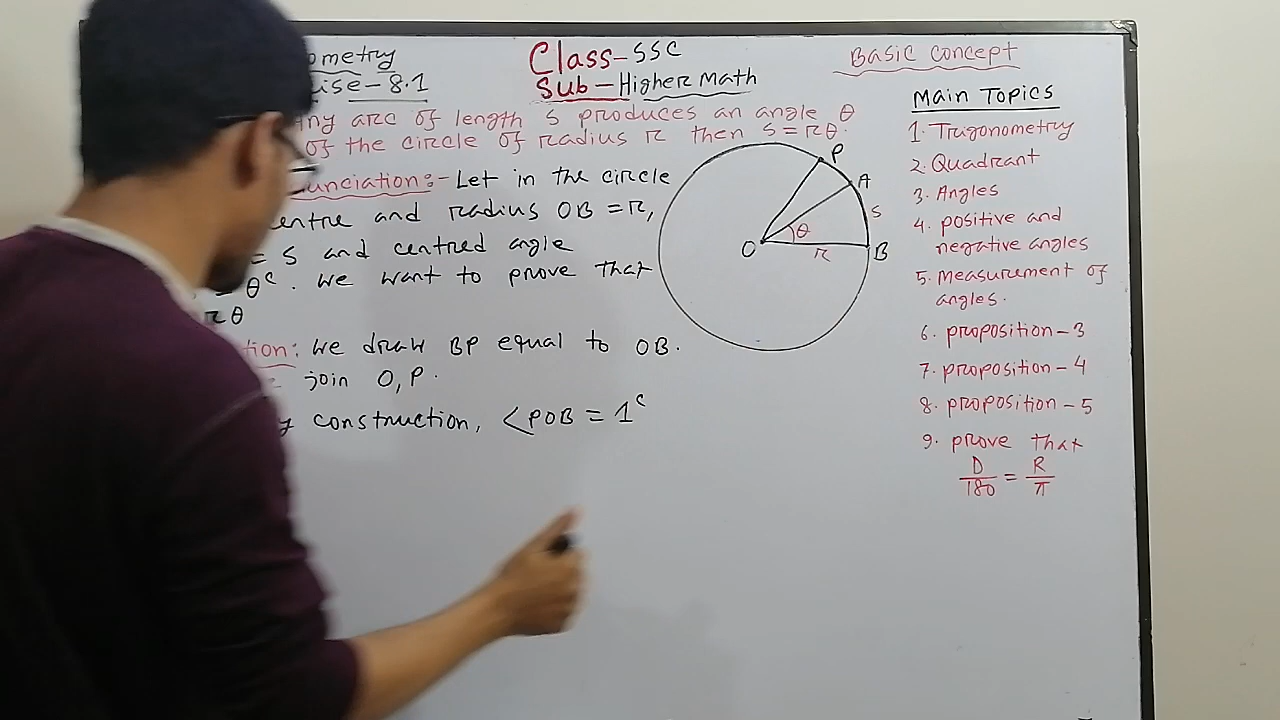 ometry
ise-8.1
Class-SSC
Sub-Higher Math
Basic Concept
ny arc of length s produces an angle θ
of the circle of radius r then s=rθ.
unciation:- Let in the circle
entre and radius OB=r,
= s and centred angle
= θᶜ. we want to prove that
rθ
tion: we draw BP equal to OB.
join O,P.
y construction, <POB = 1ᶜ
P
A
s
θ
O
r
B
Main Topics
1. Trigonometry
2. Quadrant
3. Angles
4. positive and
negative angles
5. Measurement of
angles.
6. proposition-3
7. proposition-4
8. proposition-5
9. prove that
D/180 = R/π